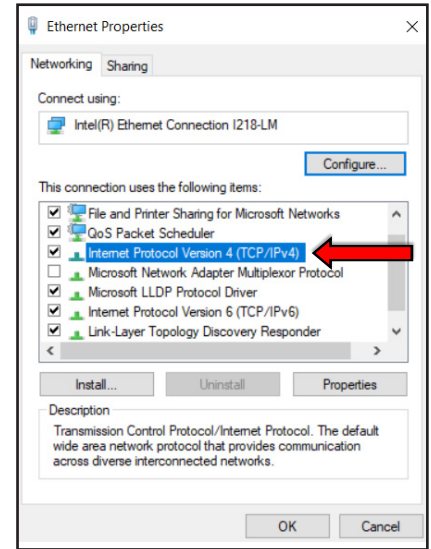 Ethernet Properties
Networking Sharing
Connect using:
Intel(R) Ethernet Connection I218-LM
Configure...
This connection uses the following items:
File and Printer Sharing for Microsoft Networks
QoS Packet Scheduler
Internet Protocol Version 4 (TCP/IPv4)
Microsoft Network Adapter Multiplexor Protocol
Microsoft LLDP Protocol Driver
Internet Protocol Version 6 (TCP/IPv6)
Link-Layer Topology Discovery Responder
Install... Uninstall Properties
Description
Transmission Control Protocol/Internet Protocol. The default
wide area network protocol that provides communication
across diverse interconnected networks.
OK Cancel